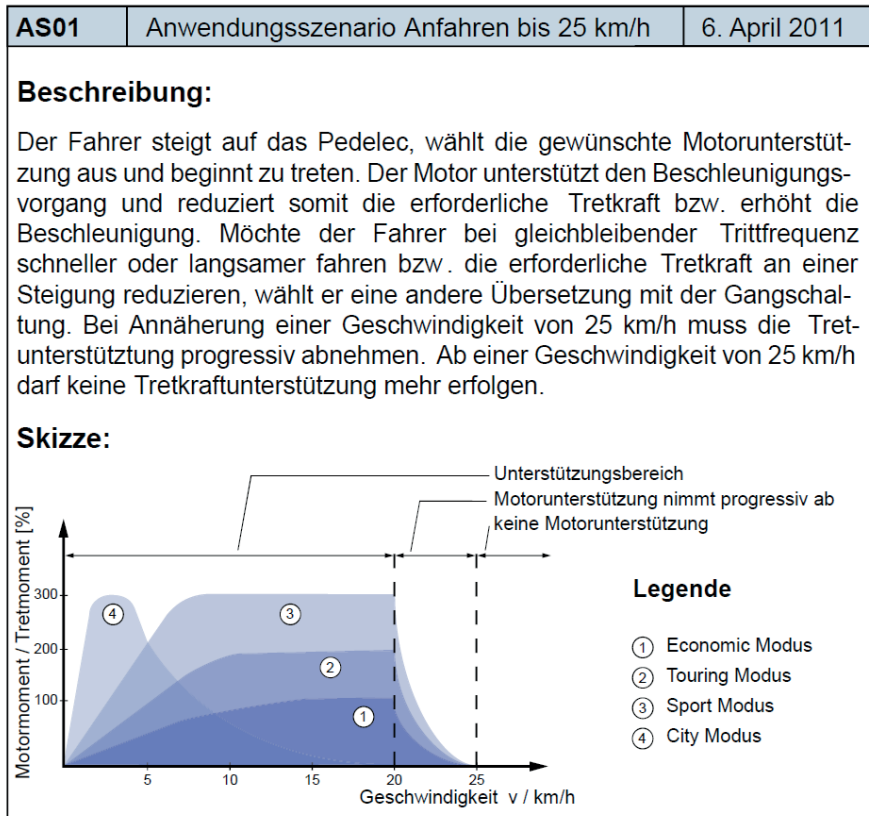 AS01 Anwendungsszenario Anfahren bis 25 km/h 6. April 2011
Beschreibung:
Der Fahrer steigt auf das Pedelec, wählt die gewünschte Motorunterstüt-
zung aus und beginnt zu treten. Der Motor unterstützt den Beschleunigungs-
vorgang und reduziert somit die erforderliche Tretkraft bzw. erhöht die
Beschleunigung. Möchte der Fahrer bei gleichbleibender Trittfrequenz
schneller oder langsamer fahren bzw. die erforderliche Tretkraft an einer
Steigung reduzieren, wählt er eine andere Übersetzung mit der Gangschal-
tung. Bei Annäherung einer Geschwindigkeit von 25 km/h muss die Tret-
unterstütztung progressiv abnehmen. Ab einer Geschwindigkeit von 25 km/h
darf keine Tretkraftunterstützung mehr erfolgen.
Skizze:
Unterstützungsbereich
Motorunterstützung nimmt progressiv ab
keine Motorunterstützung
Motormoment / Tretmoment [%]
300
200
100
4
3
2
1
5 10 15 20 25
Geschwindigkeit v / km/h
Legende
1 Economic Modus
2 Touring Modus
3 Sport Modus
4 City Modus